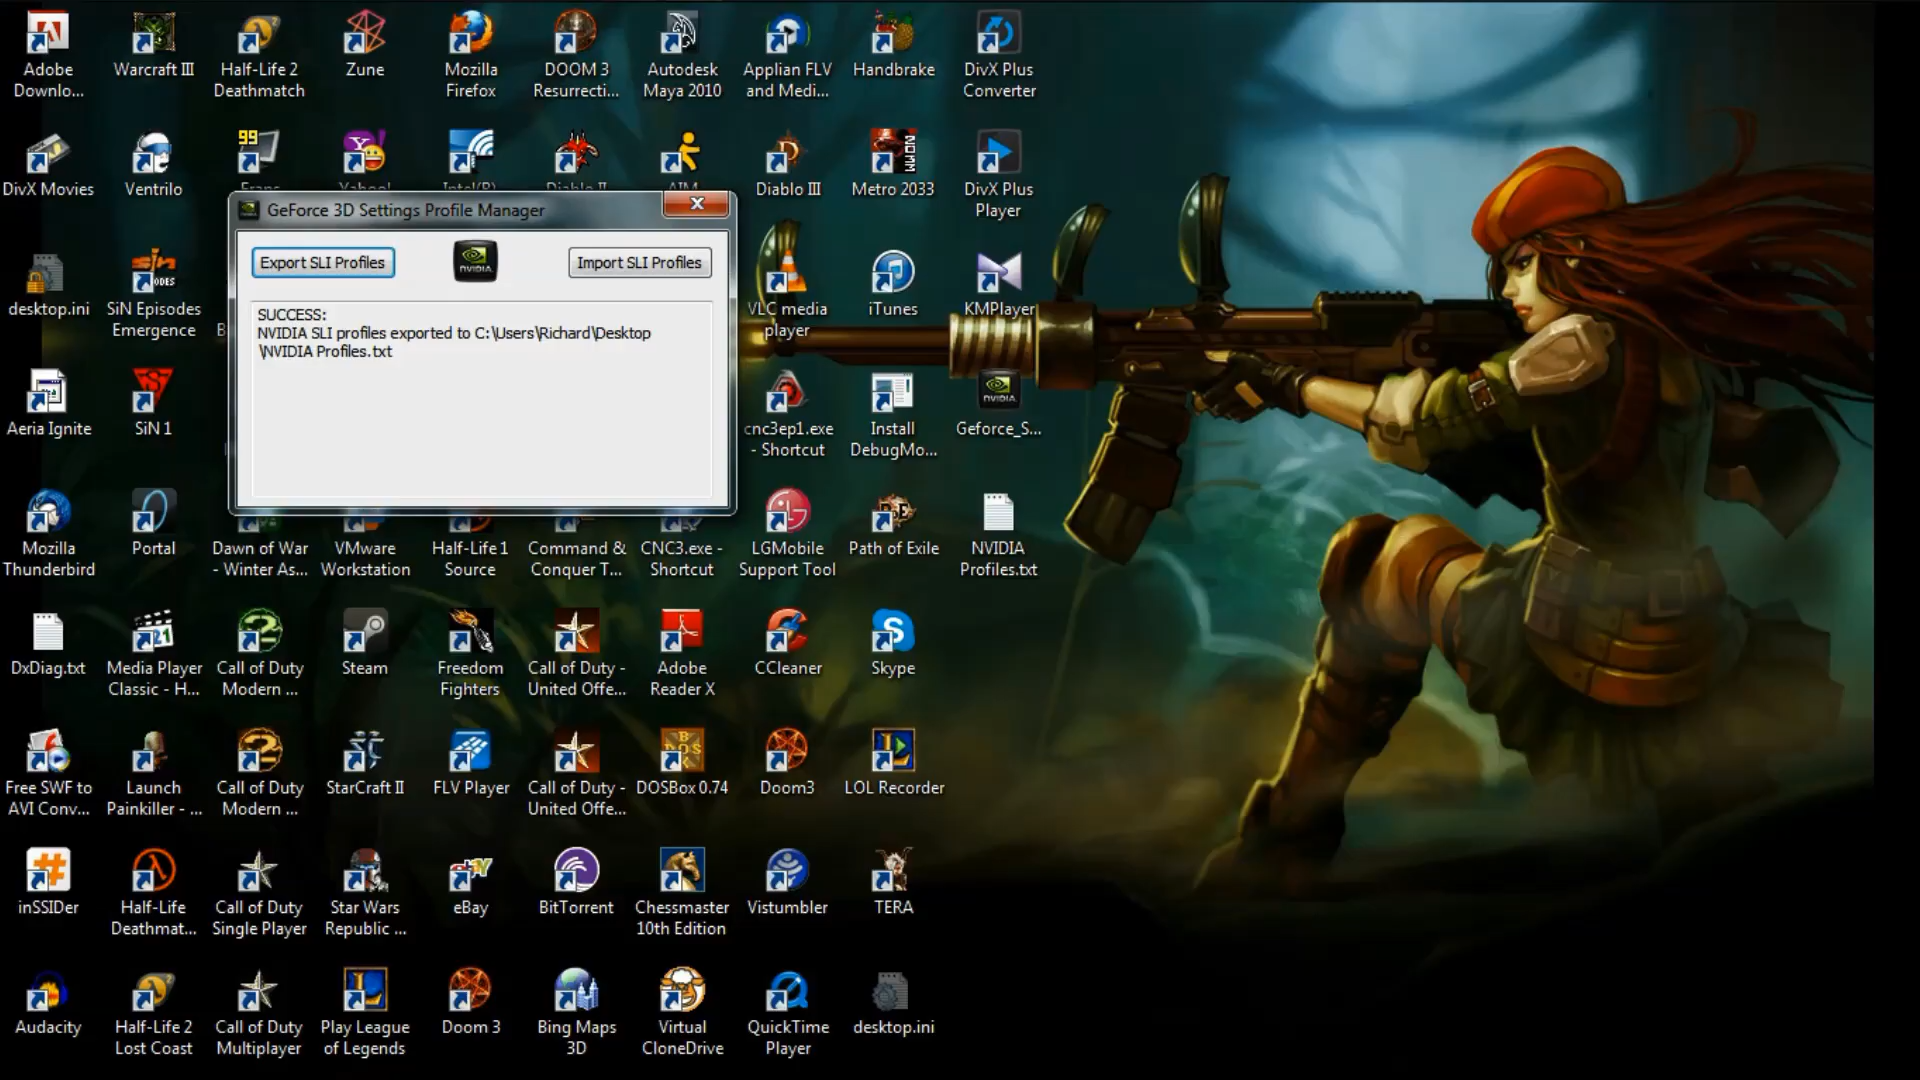 Adobe
Downlo...
Warcraft III
Half-Life 2
Deathmatch
Zune
Mozilla
Firefox
DOOM 3
Resurrecti...
Autodesk
Maya 2010
Applian FLV
and Medi...
Handbrake
DivX Plus
Converter
99
NOMM
DivX Movies
Ventrilo
Fraps
Yahoo!
Intel(R)
Diablo II
AIM
Diablo III
Metro 2033
DivX Plus
Player
GeForce 3D Settings Profile Manager
Export SLI Profiles
NVIDIA
Import SLI Profiles
SUCCESS:
NVIDIA SLI profiles exported to C:\Users\Richard\Desktop
\NVIDIA Profiles.txt
desktop.ini
SiN Episodes
Emergence
VLC media
player
iTunes
KMPlayer
Aeria Ignite
SiN 1
cnc3ep1.exe
- Shortcut
Install
DebugMo...
NVIDIA
Geforce_S...
Mozilla
Thunderbird
Portal
Dawn of War
- Winter As...
VMware
Workstation
Half-Life 1
Source
Command &
Conquer T...
CNC3.exe -
Shortcut
LGMobile
Support Tool
Path of Exile
NVIDIA
Profiles.txt
DxDiag.txt
Media Player
Classic - H...
Call of Duty
Modern ...
Steam
Freedom
Fighters
Call of Duty -
United Offe...
Adobe
Reader X
CCleaner
Skype
Free SWF to
AVI Conv...
Launch
Painkiller - ...
Call of Duty
Modern ...
StarCraft II
FLV Player
Call of Duty -
United Offe...
DOSBox 0.74
Doom3
LOL Recorder
inSSIDer
Half-Life
Deathmat...
Call of Duty
Single Player
Star Wars
Republic ...
eBay
BitTorrent
Chessmaster
10th Edition
Vistumbler
TERA
Audacity
Half-Life 2
Lost Coast
Call of Duty
Multiplayer
Play League
of Legends
Doom 3
Bing Maps
3D
Virtual
CloneDrive
QuickTime
Player
desktop.ini